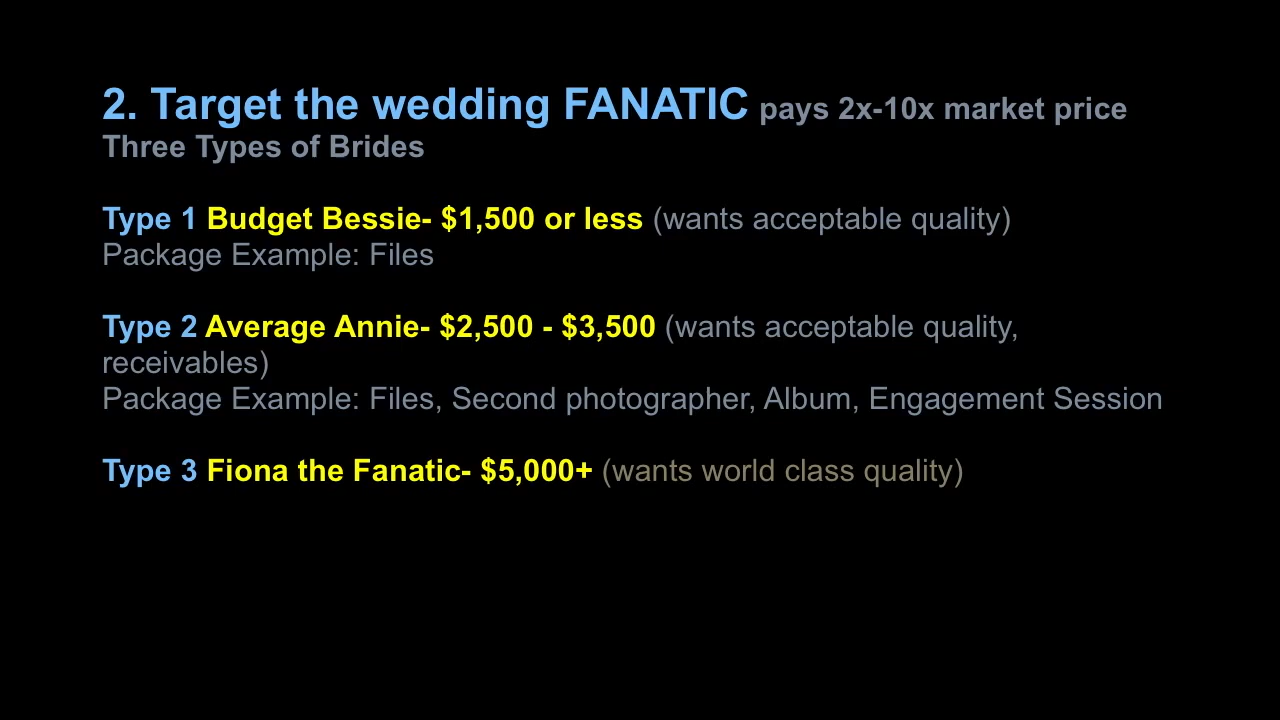 2. Target the wedding FANATIC pays 2x-10x market price
Three Types of Brides
Type 1 Budget Bessie- $1,500 or less (wants acceptable quality)
Package Example: Files
Type 2 Average Annie- $2,500 - $3,500 (wants acceptable quality,
receivables)
Package Example: Files, Second photographer, Album, Engagement Session
Type 3 Fiona the Fanatic- $5,000+ (wants world class quality)